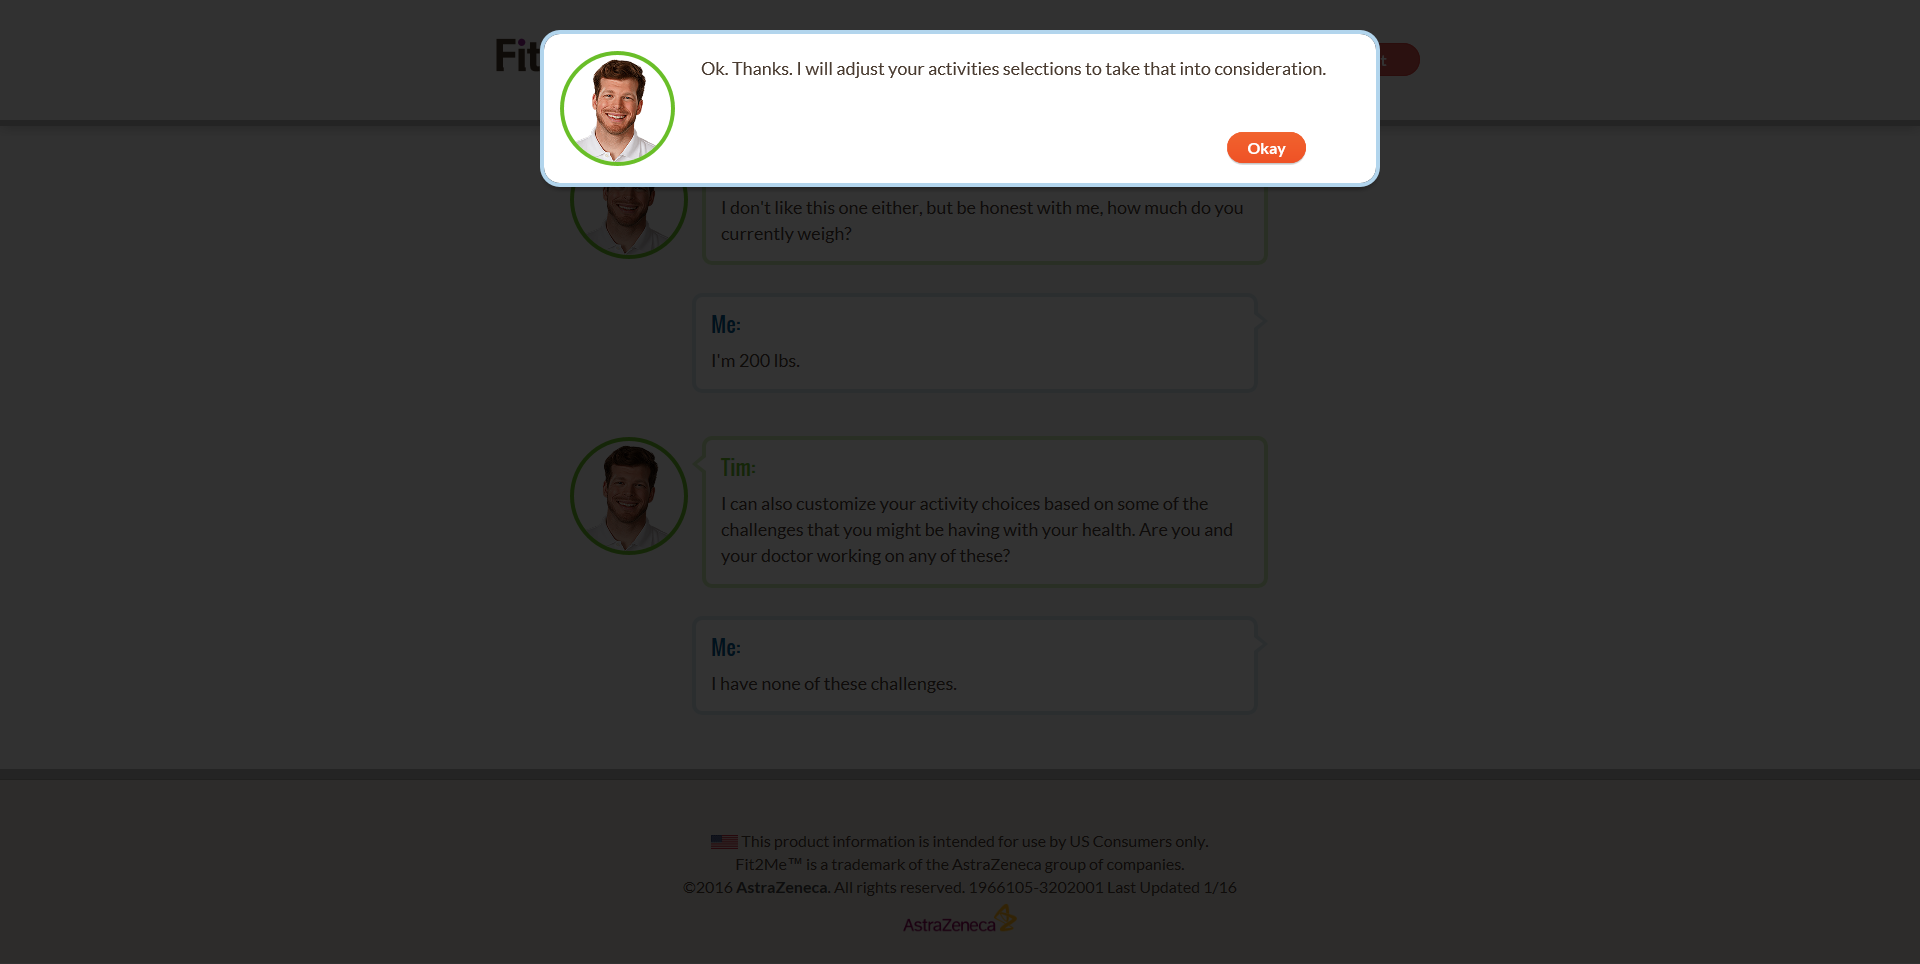 Fit
Ok. Thanks. I will adjust your activities selections to take that into consideration.
Okay
I don't like this one either, but be honest with me, how much do you
currently weigh?
Me:
I'm 200 lbs.
Tim:
I can also customize your activity choices based on some of the
challenges that you might be having with your health. Are you and
your doctor working on any of these?
Me:
I have none of these challenges.
This product information is intended for use by US Consumers only.
Fit2Me™ is a trademark of the AstraZeneca group of companies.
©2016 AstraZeneca. All rights reserved. 1966105-3202001 Last Updated 1/16
AstraZeneca